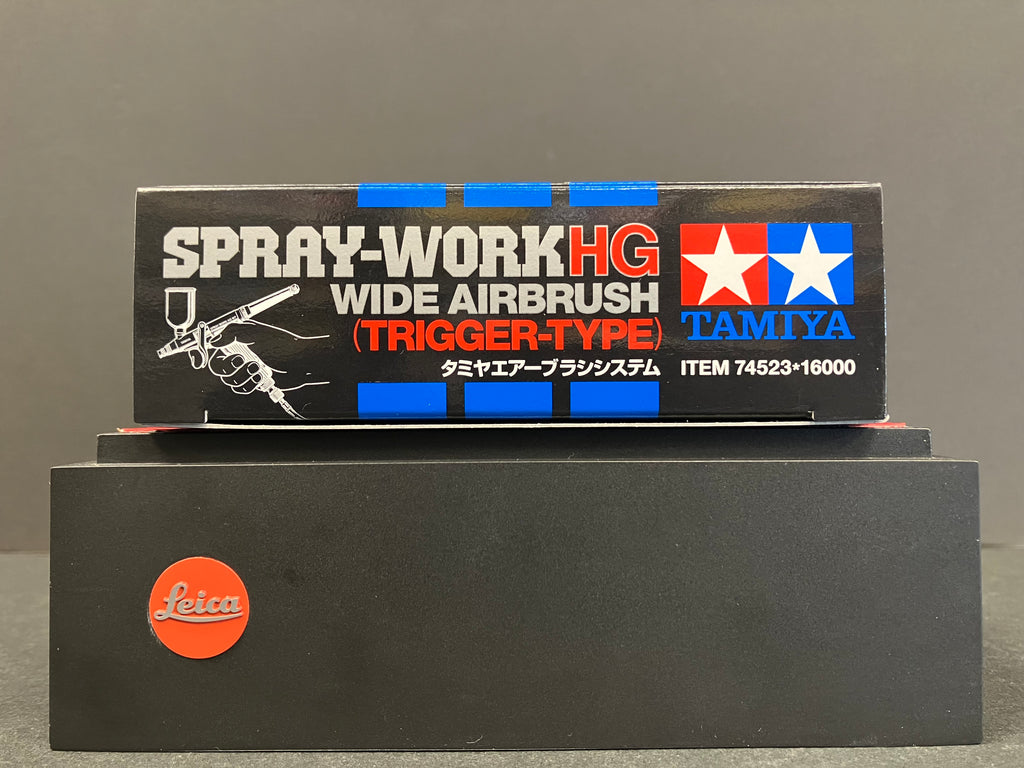 SPRAY-WORK HG
WIDE AIRBRUSH
(TRIGGER-TYPE)
タミヤエアーブラシシステム
TAMIYA
ITEM 74523*16000
Leica